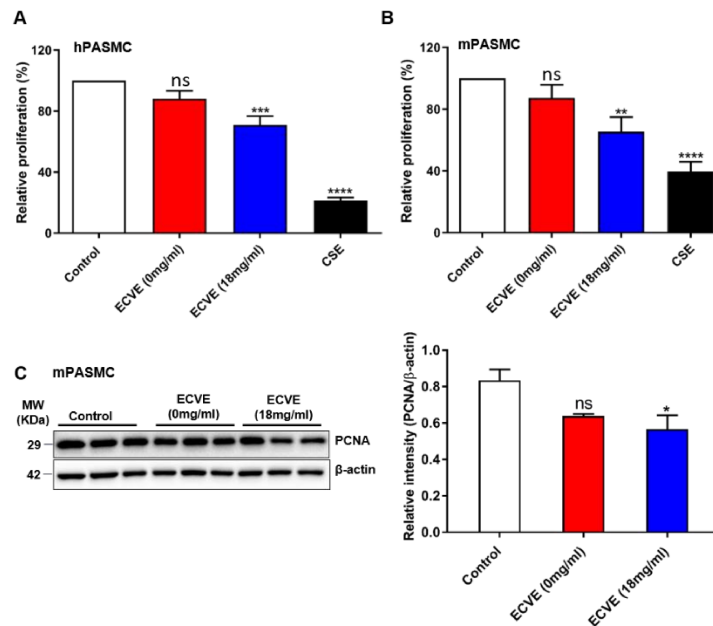 A
hPASMC
Relative proliferation (%)
120
80
40
0
ns
***
****
Control
ECVE (0mg/ml)
ECVE (18mg/ml)
CSE
B
mPASMC
Relative proliferation (%)
120
80
40
0
ns
**
****
Control
ECVE (0mg/ml)
ECVE (18mg/ml)
CSE
C
mPASMC
MW
(KDa)
Control
ECVE
(0mg/ml)
ECVE
(18mg/ml)
29
PCNA
42
β-actin
Relative intensity (PCNA/β-actin)
1.0
0.8
0.6
0.4
0.2
0.0
ns
*
Control
ECVE (0mg/ml)
ECVE (18mg/ml)